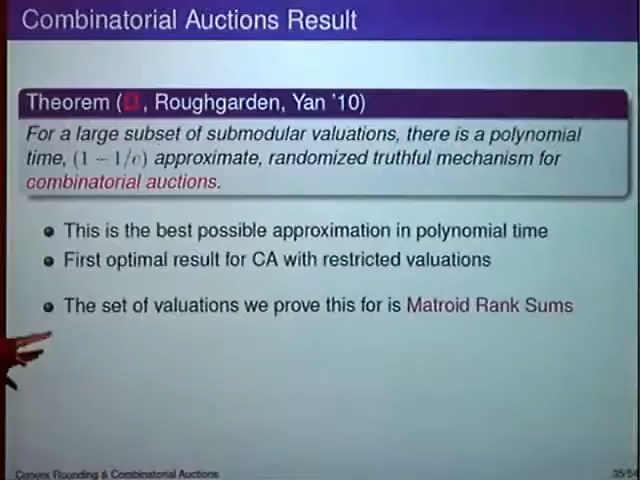 Combinatorial Auctions Result
Theorem (D, Roughgarden, Yan '10)
For a large subset of submodular valuations, there is a polynomial
time, (1 − 1/e) approximate, randomized truthful mechanism for
combinatorial auctions.
This is the best possible approximation in polynomial time
First optimal result for CA with restricted valuations
The set of valuations we prove this for is Matroid Rank Sums
Convex Rounding & Combinatorial Auctions
35/54